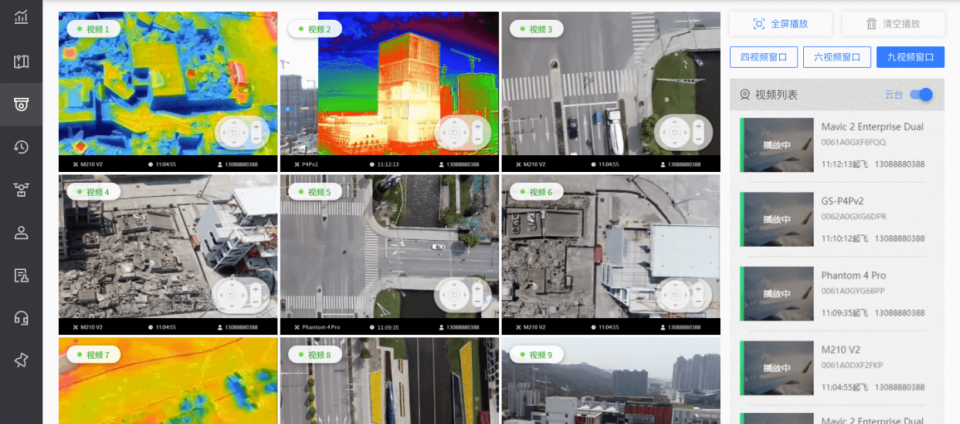 视频 1
视频 2
视频 3
M210 V2 11:04:55 13088880388
P4Pv2 11:12:13 13088880388
M210 V2 11:04:55 13088880388
视频 4
视频 5
视频 6
M210 V2 11:04:55 13088880388
Phantom 4 Pro 11:09:35 13088880388
M210 V2 11:04:55 13088880388
视频 7
视频 8
视频 9
全屏播放
清空播放
四视频窗口
六视频窗口
九视频窗口
视频列表
云台
播放中
Mavic 2 Enterprise Dual
0061A0GXF6FQQ
11:12:13起飞 13088880388
播放中
GS-P4Pv2
0062A0GXG6DPR
11:10:12起飞 13088880388
播放中
Phantom 4 Pro
0061A0GYG6BPP
11:09:35起飞 13088880388
播放中
M210 V2
0061A0DXF2FKP
11:04:55起飞 13088880388
Mavic 2 Enterprise Dual